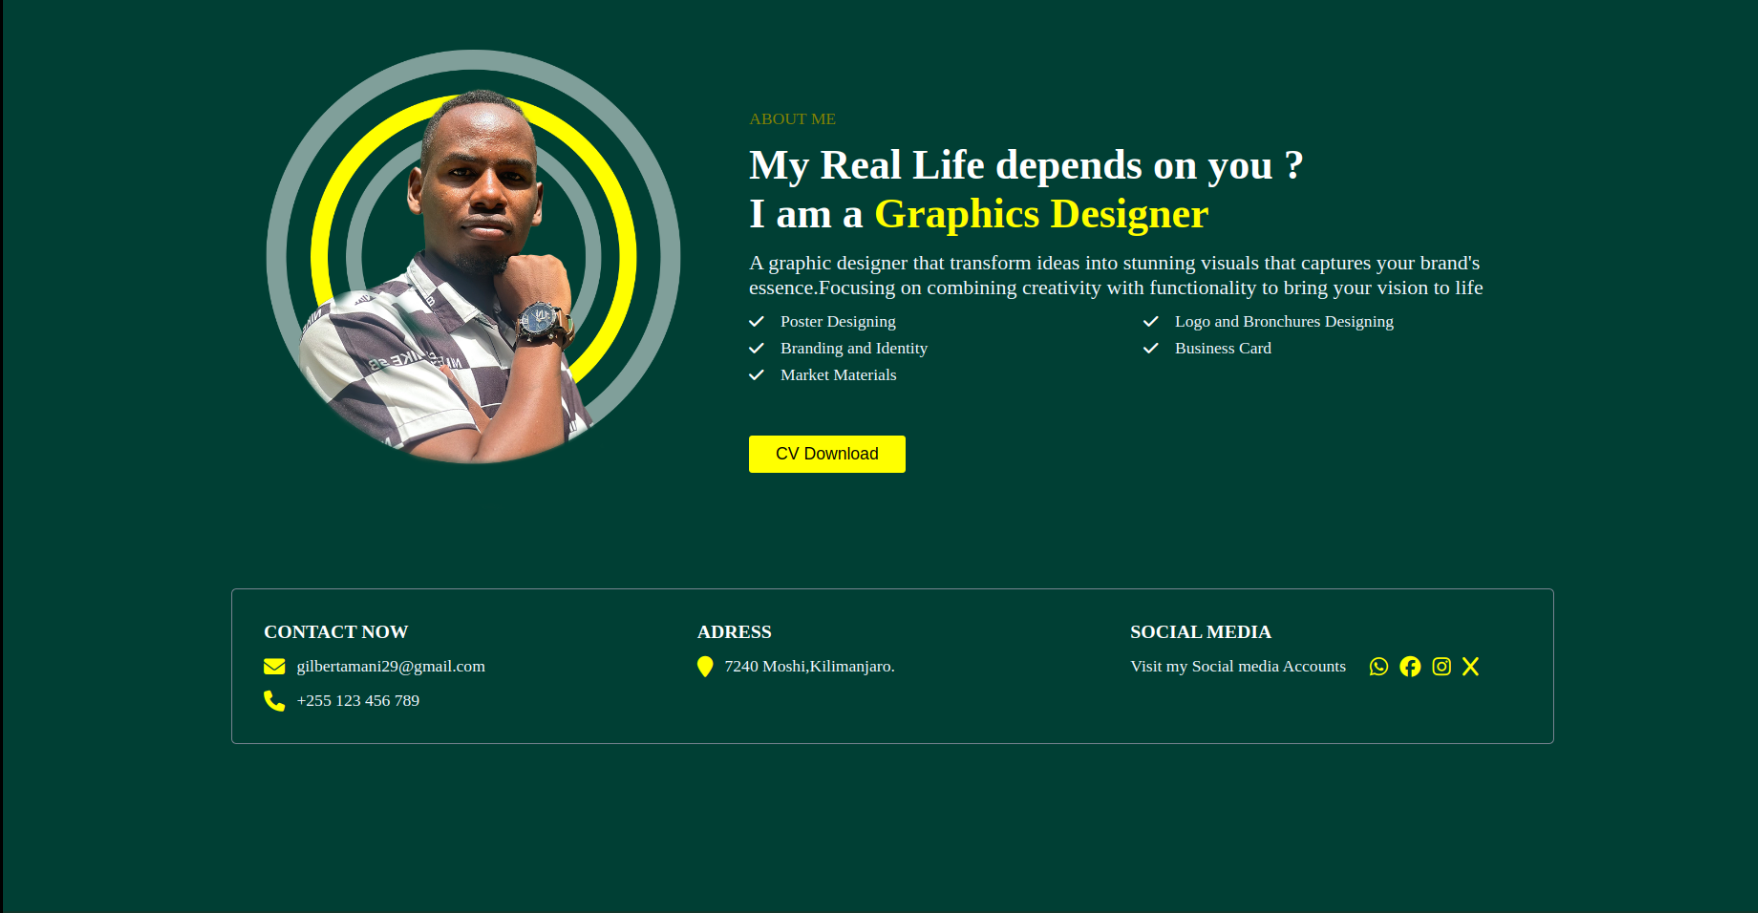 ABOUT ME
My Real Life depends on you ?
I am a Graphics Designer
A graphic designer that transform ideas into stunning visuals that captures your brand's
essence.Focusing on combining creativity with functionality to bring your vision to life
Poster Designing
Logo and Bronchures Designing
Branding and Identity
Business Card
Market Materials
CV Download
CONTACT NOW
gilbertamani29@gmail.com
+255 123 456 789
ADRESS
7240 Moshi,Kilimanjaro.
SOCIAL MEDIA
Visit my Social media Accounts